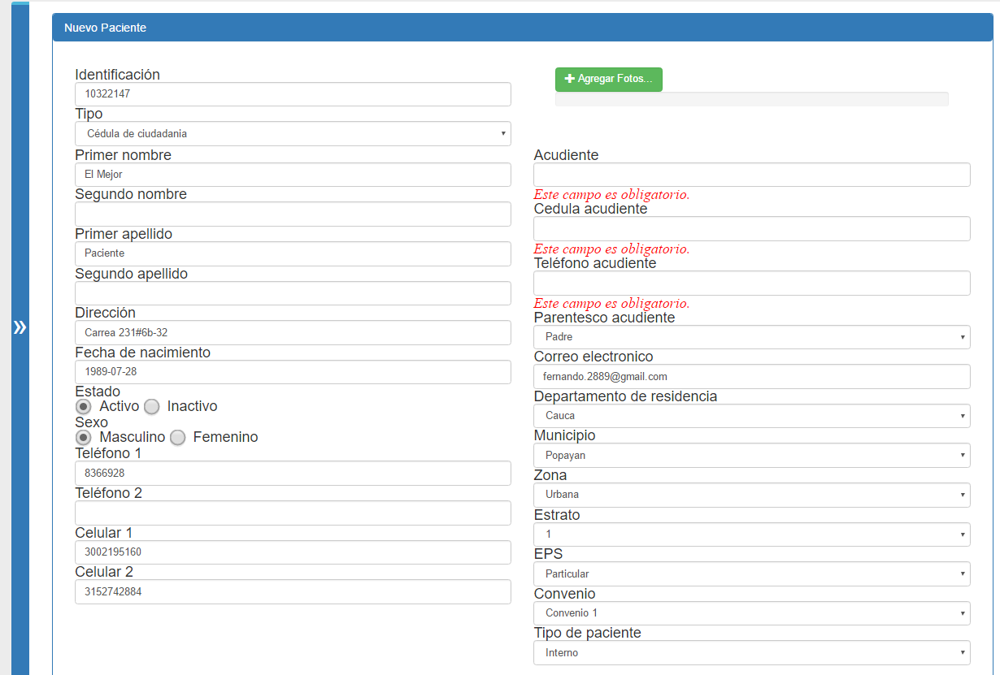 Nuevo Paciente
Identificación
10322147
Tipo
Cédula de ciudadania
Primer nombre
El Mejor
Segundo nombre
Primer apellido
Paciente
Segundo apellido
Dirección
Carrea 231#6b-32
Fecha de nacimiento
1989-07-28
Estado
Activo Inactivo
Sexo
Masculino Femenino
Teléfono 1
8366928
Teléfono 2
Celular 1
3002195160
Celular 2
3152742884
Agregar Fotos...
Acudiente
Este campo es obligatorio.
Cedula acudiente
Este campo es obligatorio.
Teléfono acudiente
Este campo es obligatorio.
Parentesco acudiente
Padre
Correo electronico
fernando.2889@gmail.com
Departamento de residencia
Cauca
Municipio
Popayan
Zona
Urbana
Estrato
1
EPS
Particular
Convenio
Convenio 1
Tipo de paciente
Interno